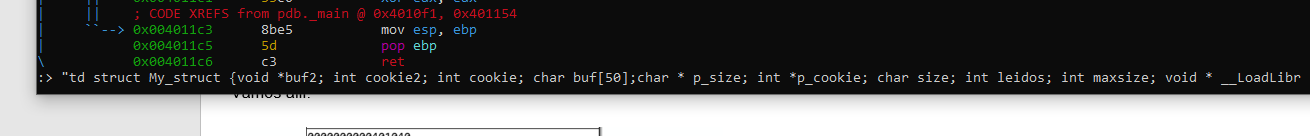 ; CODE XREFS from pdb._main @ 0x4010f1, 0x401154
0x004011c3 8be5 mov esp, ebp
0x004011c5 5d pop ebp
0x004011c6 c3 ret
:> "td struct My_struct {void *buf2; int cookie2; int cookie; char buf[50];char * p_size; int *p_cookie; char size; int leidos; int maxsize; void * __LoadLibr